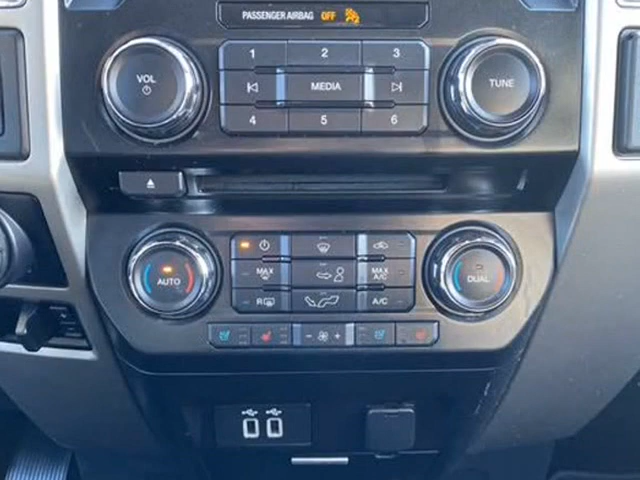 PASSENGER AIRBAG OFF
VOL
1 2 3
MEDIA
4 5 6
TUNE
AUTO
MAX
R
MAX A/C
A/C
DUAL